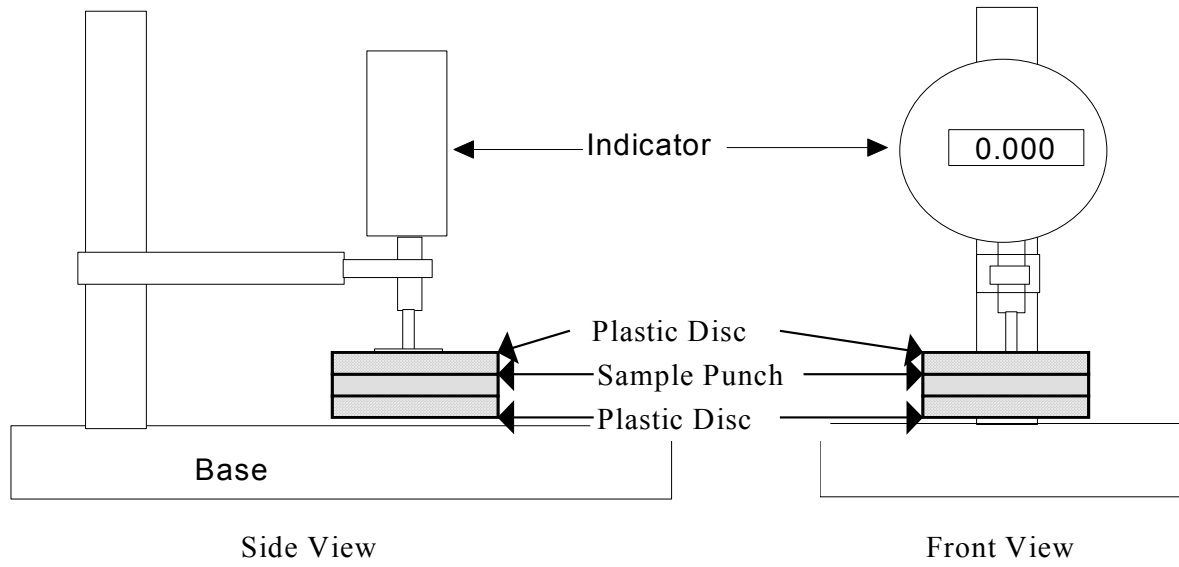 Indicator
0.000
Plastic Disc
Sample Punch
Plastic Disc
Base
Side View
Front View